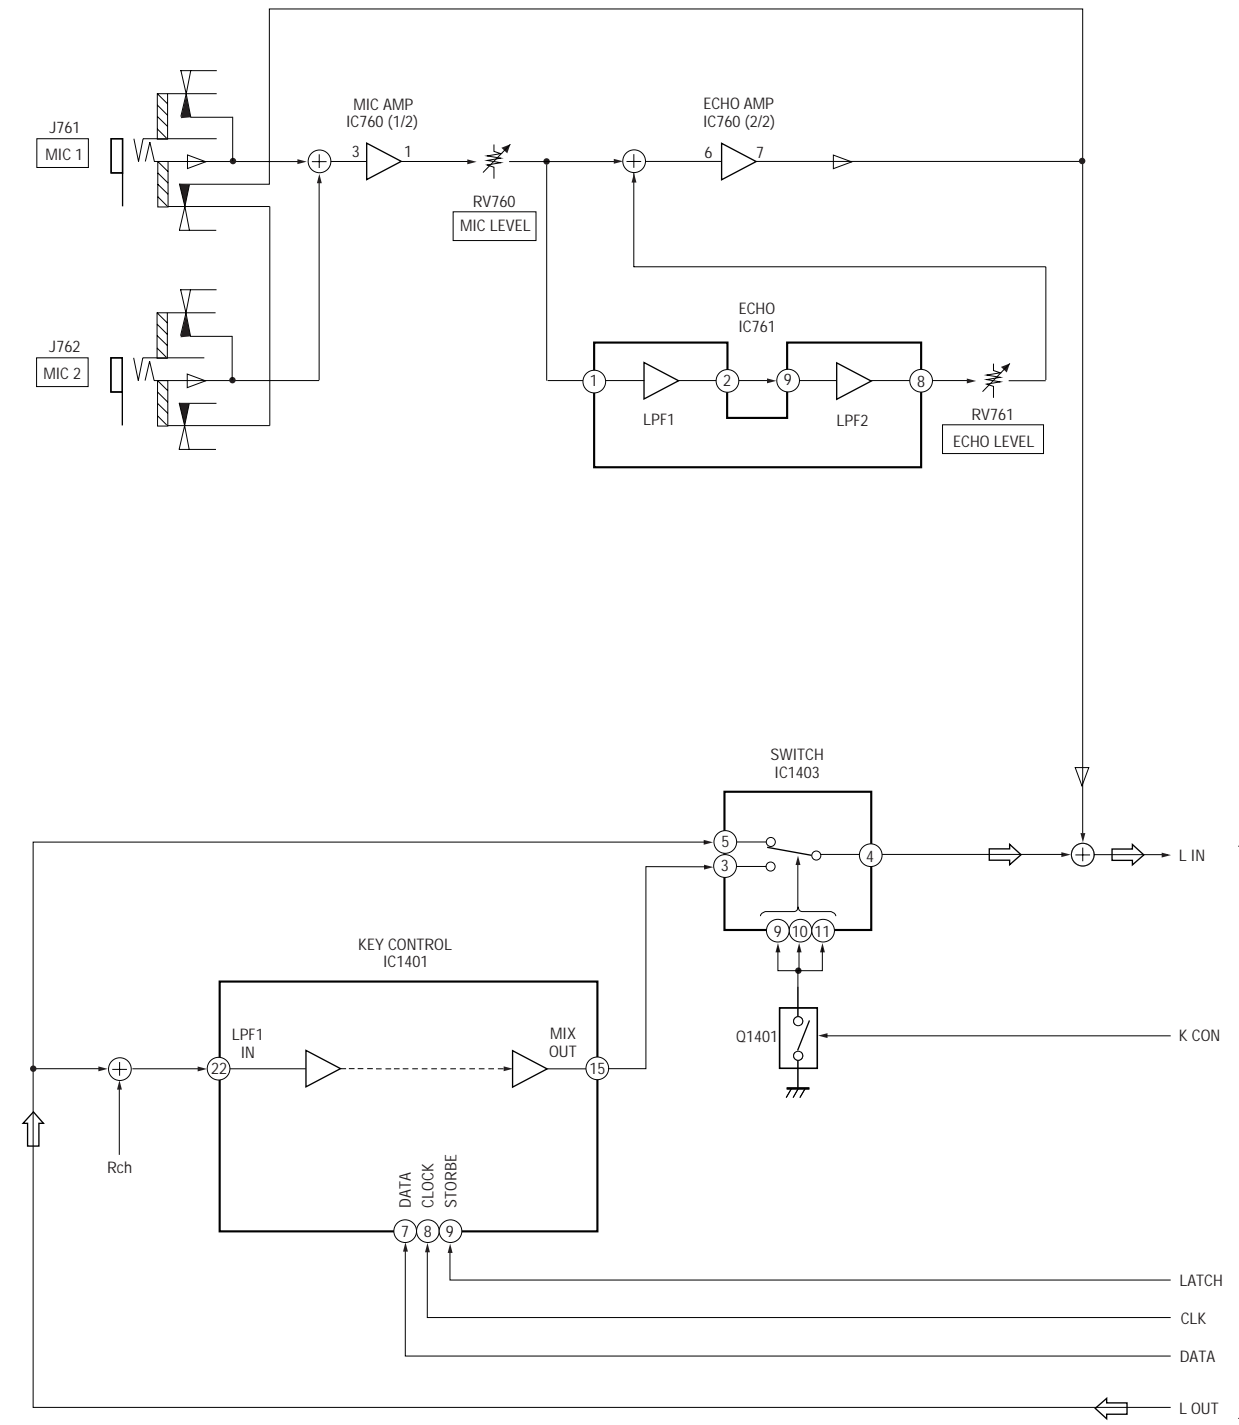 MIC AMP
IC760 (1/2)
ECHO AMP
IC760 (2/2)
J761
MIC 1
3
1
6
7
RV760
MIC LEVEL
ECHO
IC761
J762
MIC 2
1
2
9
8
LPF1
LPF2
RV761
ECHO LEVEL
SWITCH
IC1403
5
3
4
L IN
9 10 11
KEY CONTROL
IC1401
LPF1
IN
MIX
OUT
Q1401
K CON
22
15
Rch
DATA
CLOCK
STORBE
7 8 9
LATCH
CLK
DATA
L OUT